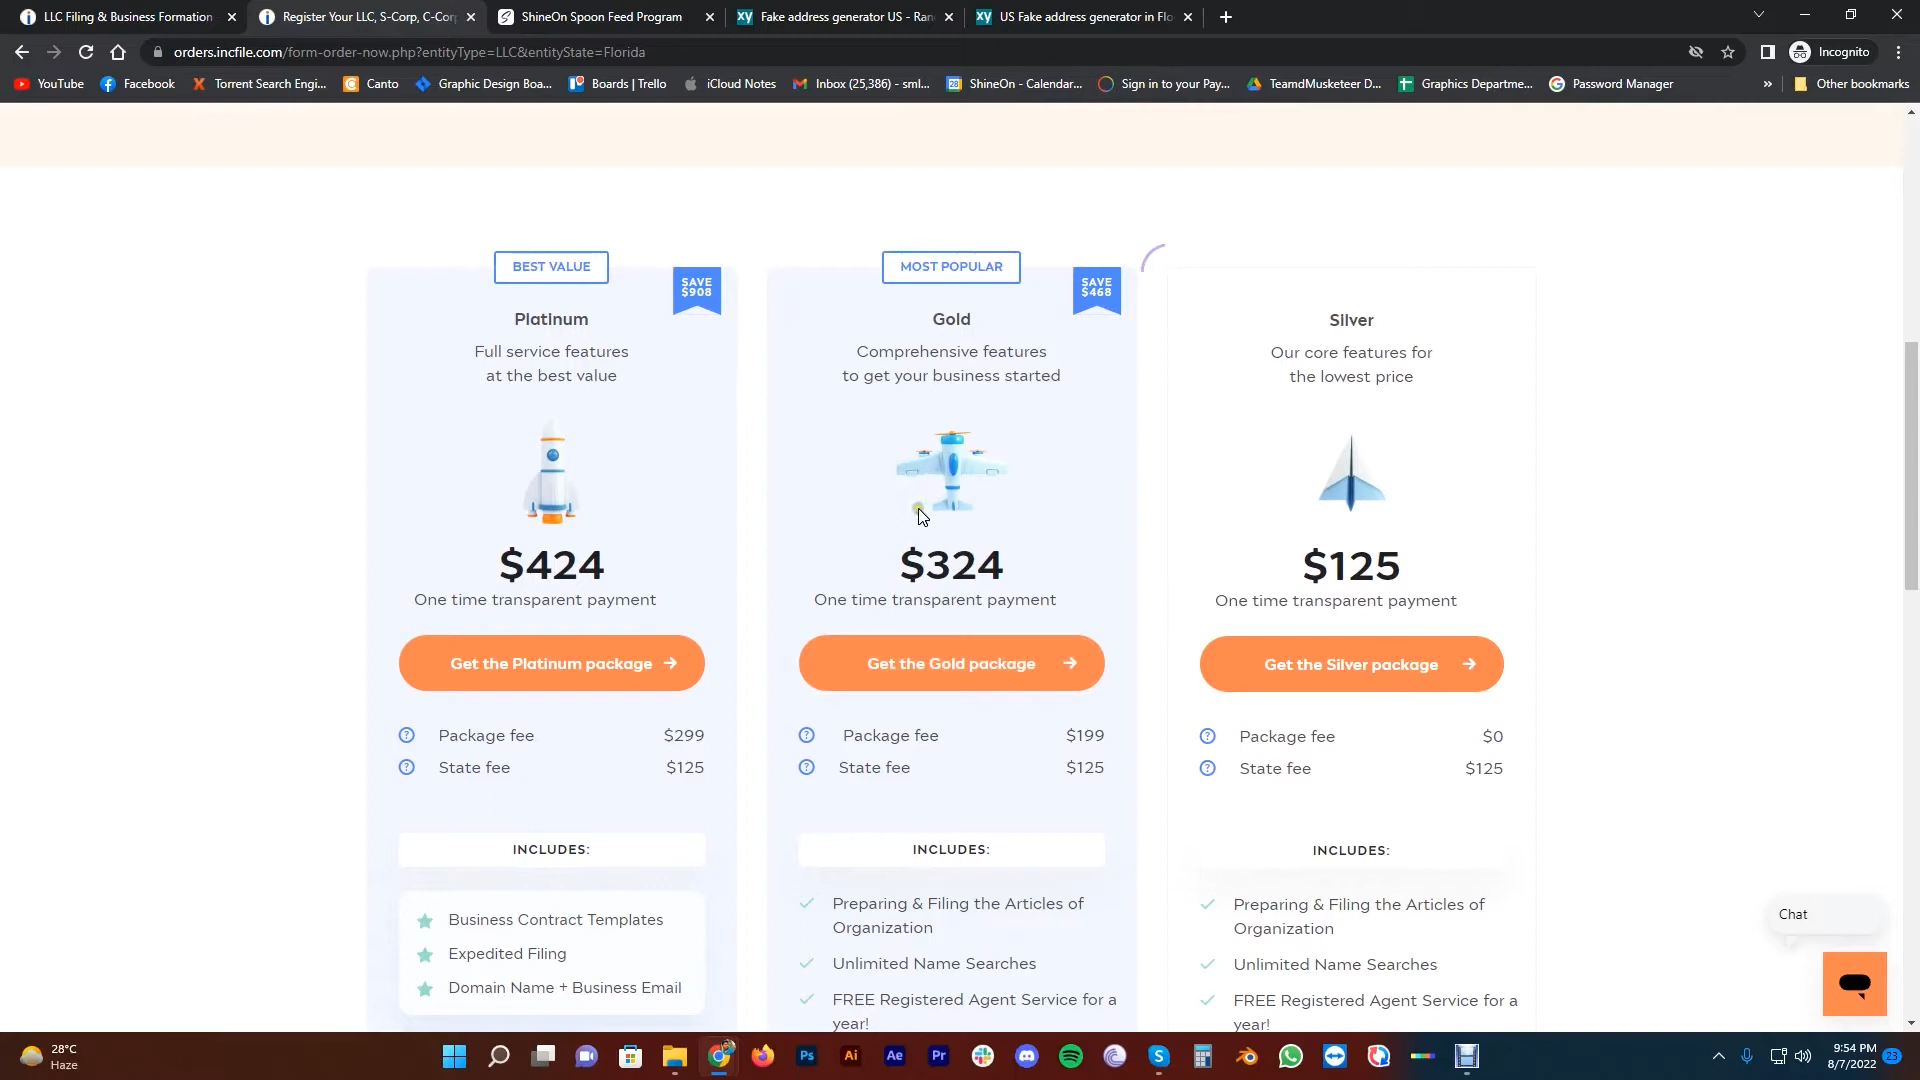 LLC Filing & Business Formation
Register Your LLC, S-Corp, C-Cor
ShineOn Spoon Feed Program
Fake address generator US - Ran
US Fake address generator in Flo
orders.incfile.com/form-order-now.php?entityType=LLC&entityState=Florida
Incognito
YouTube
Facebook
Torrent Search Engi...
Canto
Graphic Design Boa...
Boards | Trello
iCloud Notes
Inbox (25,386) - sml...
ShineOn - Calendar...
Sign in to your Pay...
TeamdMusketeer D...
Graphics Departme...
Password Manager
Other bookmarks
BEST VALUE
SAVE
$908
Platinum
Full service features
at the best value
$424
One time transparent payment
Get the Platinum package
Package fee $299
State fee $125
INCLUDES:
Business Contract Templates
Expedited Filing
Domain Name + Business Email
MOST POPULAR
SAVE
$468
Gold
Comprehensive features
to get your business started
$324
One time transparent payment
Get the Gold package
Package fee $199
State fee $125
INCLUDES:
Preparing & Filing the Articles of
Organization
Unlimited Name Searches
FREE Registered Agent Service for a
year!
Silver
Our core features for
the lowest price
$125
One time transparent payment
Get the Silver package
Package fee $0
State fee $125
INCLUDES:
Preparing & Filing the Articles of
Organization
Unlimited Name Searches
FREE Registered Agent Service for a
year!
Chat
28°C
Haze
Ps
Ai
Ae
Pr
9:54 PM
8/7/2022
23